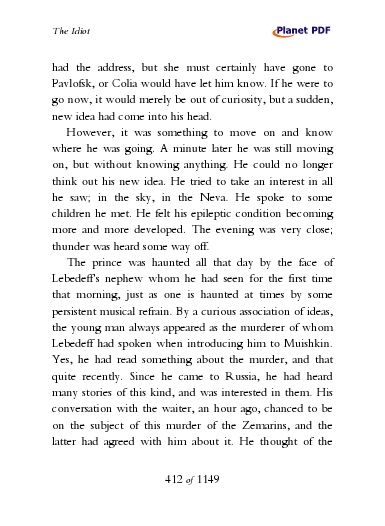 The Idiot
Planet PDF
had the address, but she must certainly have gone to
Pavlofsk, or Colia would have let him know. If he were to
go now, it would merely be out of curiosity, but a sudden,
new idea had come into his head.
However, it was something to move on and know
where he was going. A minute later he was still moving
on, but without knowing anything. He could no longer
think out his new idea. He tried to take an interest in all
he saw; in the sky, in the Neva. He spoke to some
children he met. He felt his epileptic condition becoming
more and more developed. The evening was very close;
thunder was heard some way off.
The prince was haunted all that day by the face of
Lebedeff’s nephew whom he had seen for the first time
that morning, just as one is haunted at times by some
persistent musical refrain. By a curious association of ideas,
the young man always appeared as the murderer of whom
Lebedeff had spoken when introducing him to Muishkin.
Yes, he had read something about the murder, and that
quite recently. Since he came to Russia, he had heard
many stories of this kind, and was interested in them. His
conversation with the waiter, an hour ago, chanced to be
on the subject of this murder of the Zemarins, and the
latter had agreed with him about it. He thought of the
412 of 1149